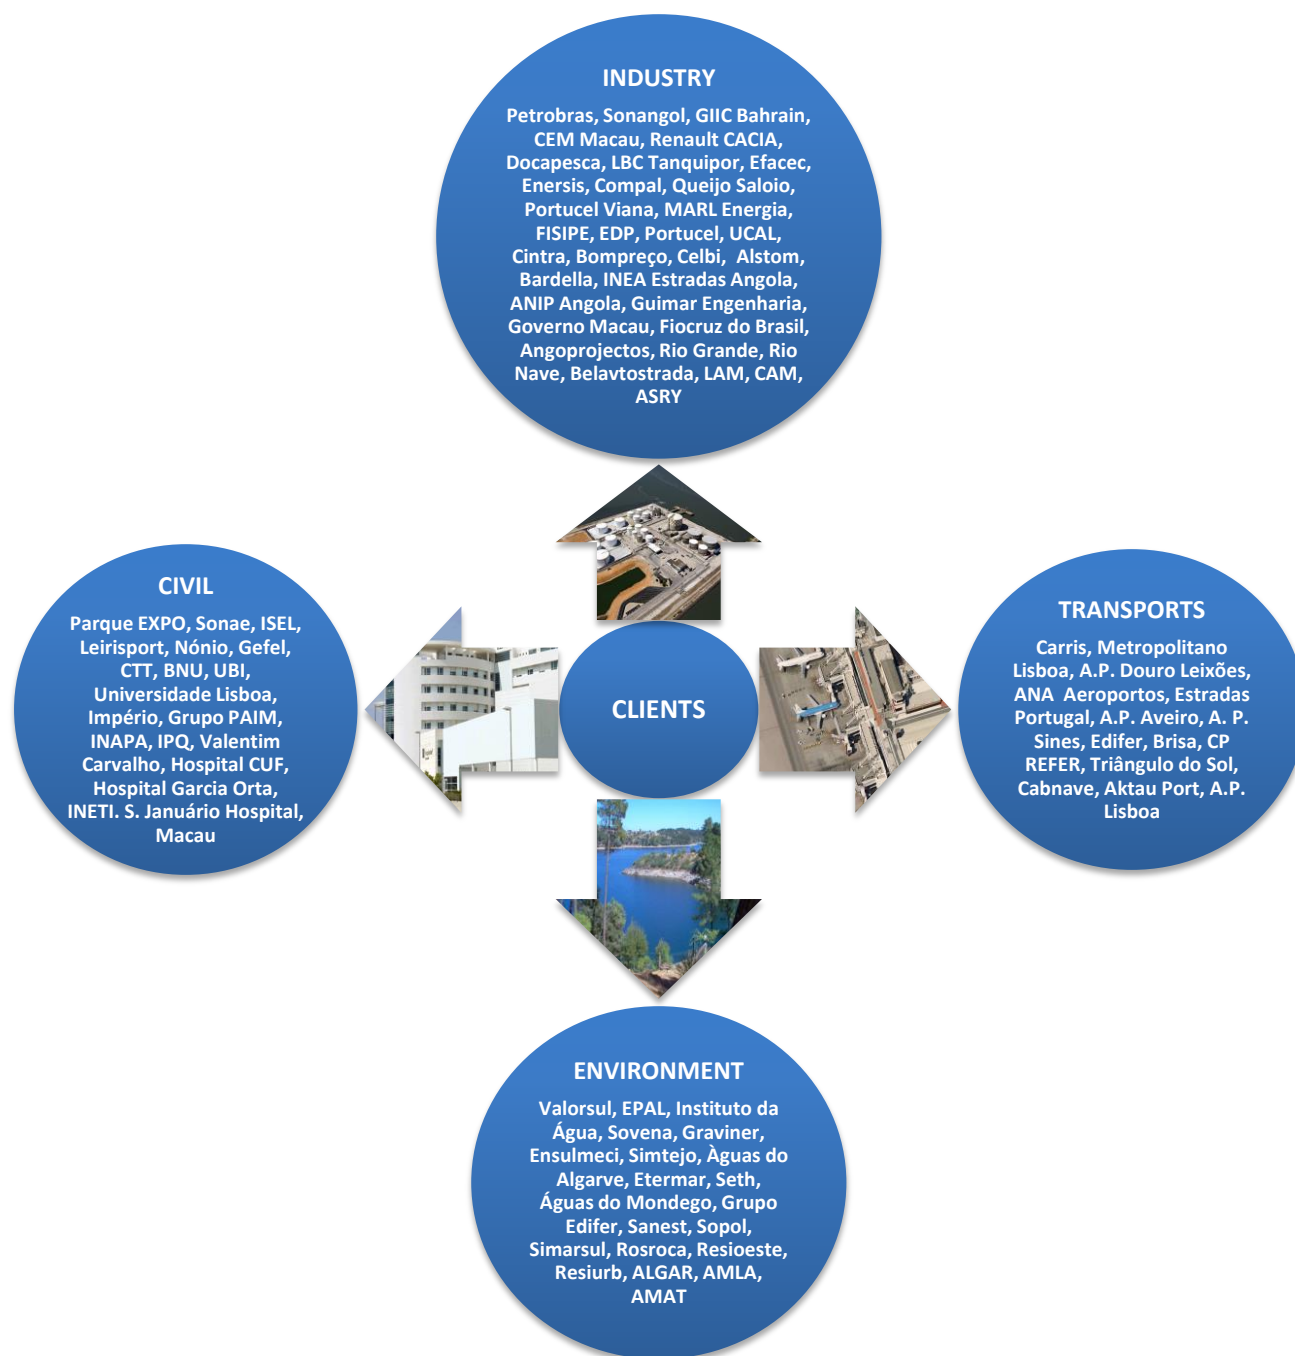 INDUSTRY
Petrobras, Sonangol, GIIC Bahrain,
CEM Macau, Renault CACIA,
Docapesca, LBC Tanquipor, Efacec,
Enersis, Compal, Queijo Saloio,
Portucel Viana, MARL Energia,
FISIPE, EDP, Portucel, UCAL,
Cintra, Bompreço, Celbi, Alstom,
Bardella, INEA Estradas Angola,
ANIP Angola, Guimar Engenharia,
Governo Macau, Fiocruz do Brasil,
Angoprojectos, Rio Grande, Rio
Nave, Belavtostrada, LAM, CAM,
ASRY
CIVIL
Parque EXPO, Sonae, ISEL,
Leirisport, Nónio, Gefel,
CTT, BNU, UBI,
Universidade Lisboa,
Império, Grupo PAIM,
INAPA, IPQ, Valentim
Carvalho, Hospital CUF,
Hospital Garcia Orta,
INETI. S. Januário Hospital,
Macau
CLIENTS
TRANSPORTS
Carris, Metropolitano
Lisboa, A.P. Douro Leixões,
ANA Aeroportos, Estradas
Portugal, A.P. Aveiro, A. P.
Sines, Edifer, Brisa, CP
REFER, Triângulo do Sol,
Cabnave, Aktau Port, A.P.
Lisboa
ENVIRONMENT
Valorsul, EPAL, Instituto da
Água, Sovena, Graviner,
Ensulmeci, Simtejo, Àguas do
Algarve, Etermar, Seth,
Águas do Mondego, Grupo
Edifer, Sanest, Sopol,
Simarsul, Rosroca, Resioeste,
Resiurb, ALGAR, AMLA,
AMAT